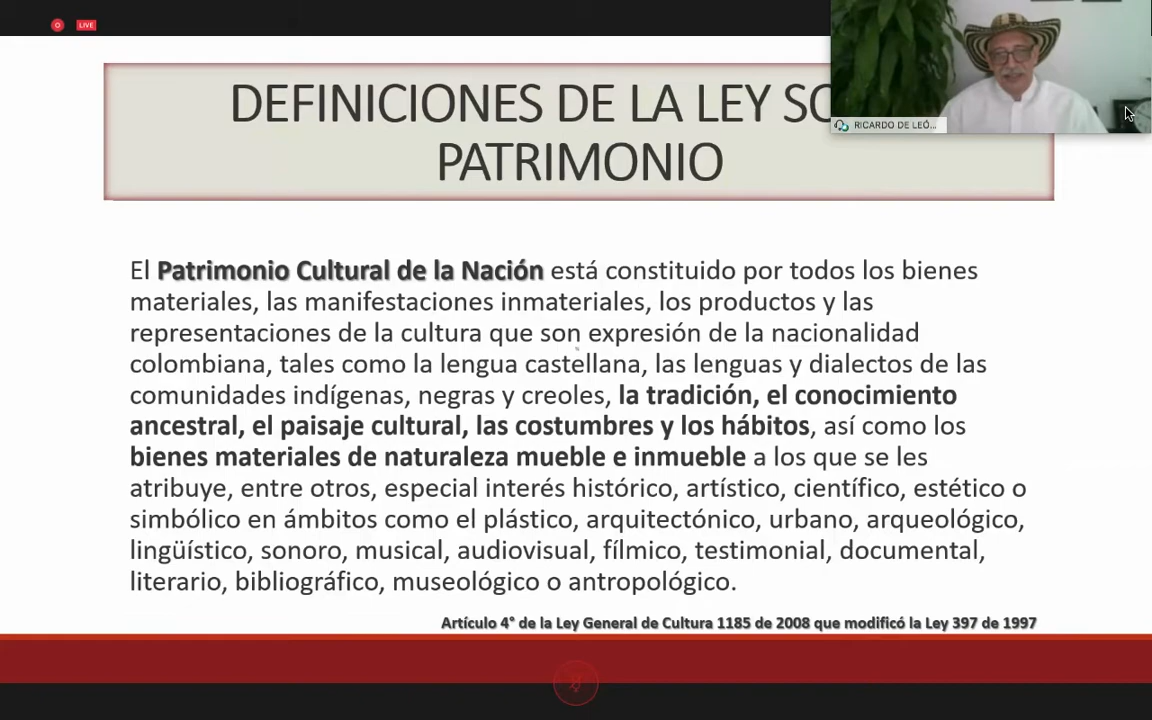 LIVE
DEFINICIONES DE LA LEY
PATRIMONIO
RICARDO DE LEÓ...
El Patrimonio Cultural de la Nación está constituido por todos los bienes
materiales, las manifestaciones inmateriales, los productos y las
representaciones de la cultura que son expresión de la nacionalidad
colombiana, tales como la lengua castellana, las lenguas y dialectos de las
comunidades indígenas, negras y creoles, la tradición, el conocimiento
ancestral, el paisaje cultural, las costumbres y los hábitos, así como los
bienes materiales de naturaleza mueble e inmueble a los que se les
atribuye, entre otros, especial interés histórico, artístico, científico, estético o
simbólico en ámbitos como el plástico, arquitectónico, urbano, arqueológico,
lingüístico, sonoro, musical, audiovisual, fílmico, testimonial, documental,
literario, bibliográfico, museológico o antropológico.
Artículo 4° de la Ley General de Cultura 1185 de 2008 que modificó la Ley 397 de 1997